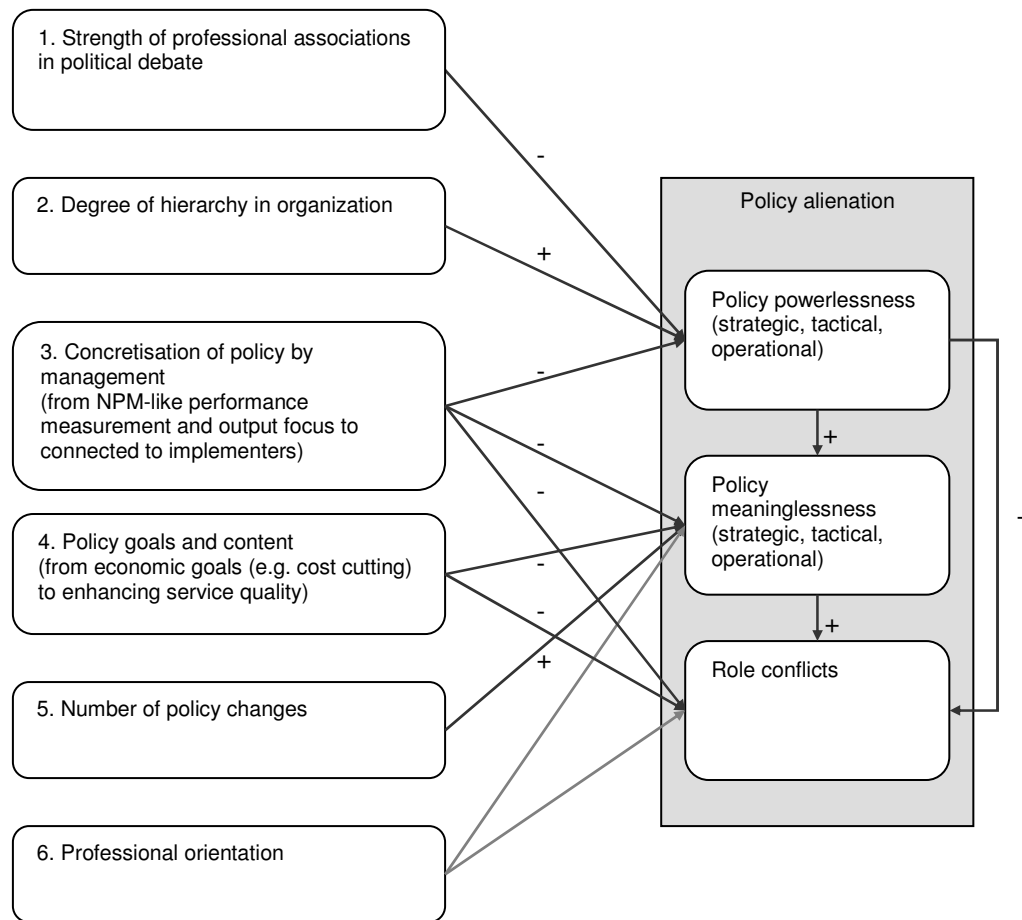 1. Strength of professional associations
in political debate
-
2. Degree of hierarchy in organization
+
Policy alienation
Policy powerlessness
(strategic, tactical,
operational)
3. Concretisation of policy by
management
(from NPM-like performance
measurement and output focus to
connected to implementers)
-
-
-
+
Policy
meaninglessness
(strategic, tactical,
operational)
4. Policy goals and content
(from economic goals (e.g. cost cutting)
to enhancing service quality)
-
-
+
+
Role conflicts
5. Number of policy changes
6. Professional orientation